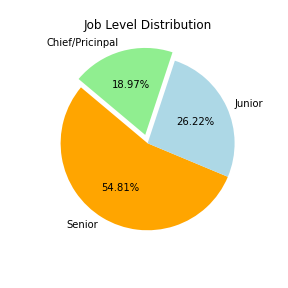 Job Level Distribution
Chief/Pricinpal
18.97%
Junior
26.22%
54.81%
Senior